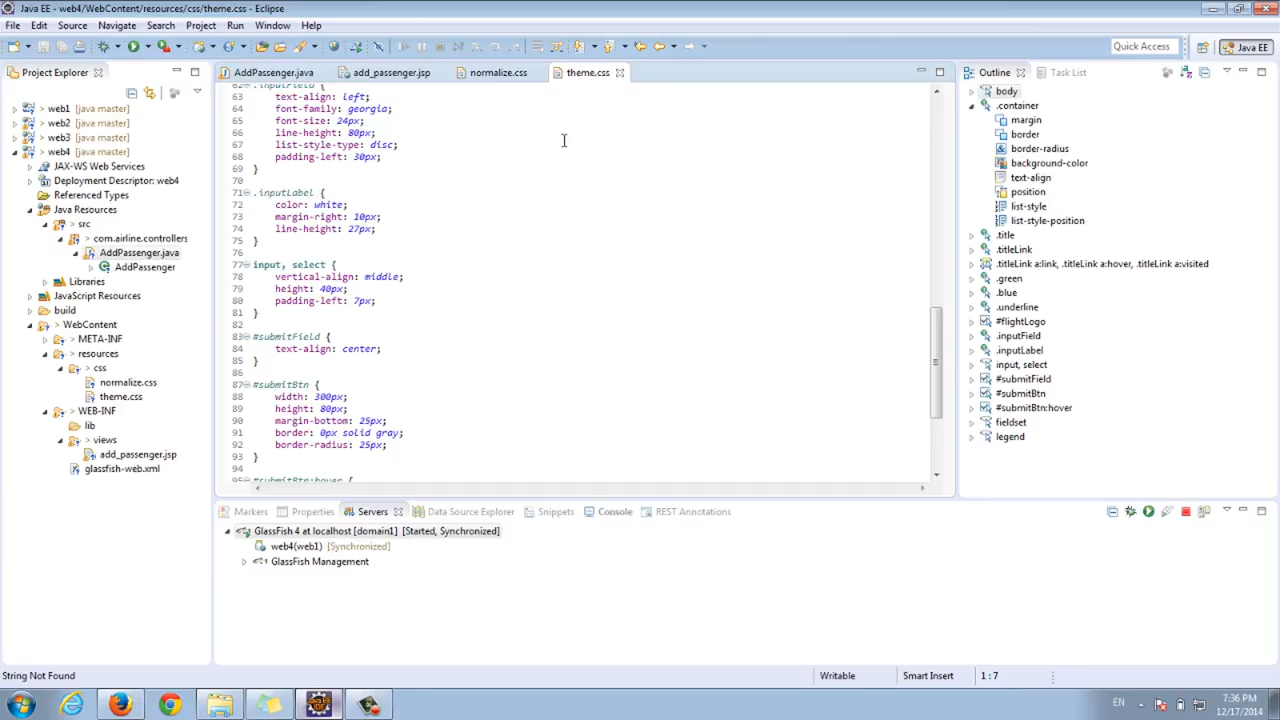 Java EE - web4/WebContent/resources/css/theme.css - Eclipse
File Edit Source Navigate Search Project Run Window Help
Quick Access
Java EE
Project Explorer
AddPassenger.java
add_passenger.jsp
normalize.css
theme.css
Outline
Task List
web1 [java master]
web2 [java master]
web3 [java master]
web4 [java master]
JAX-WS Web Services
Deployment Descriptor: web4
Referenced Types
Java Resources
src
com.airline.controllers
AddPassenger.java
AddPassenger
Libraries
JavaScript Resources
build
WebContent
META-INF
resources
css
normalize.css
theme.css
WEB-INF
lib
views
add_passenger.jsp
glassfish-web.xml
62 .inputField {
63 text-align: left;
64 font-family: georgia;
65 font-size: 24px;
66 line-height: 80px;
67 list-style-type: disc;
68 padding-left: 30px;
69 }
70
71 .inputLabel {
72 color: white;
73 margin-right: 10px;
74 line-height: 27px;
75 }
76
77 input, select {
78 vertical-align: middle;
79 height: 40px;
80 padding-left: 7px;
81 }
82
83 #submitField {
84 text-align: center;
85 }
86
87 #submitBtn {
88 width: 300px;
89 height: 80px;
90 margin-bottom: 25px;
91 border: 0px solid gray;
92 border-radius: 25px;
93 }
94
95 #submitBtn:hover {
body
.container
margin
border
border-radius
background-color
text-align
position
list-style
list-style-position
.title
.titleLink
.titleLink a:link, .titleLink a:hover, .titleLink a:visited
.green
.blue
.underline
#flightLogo
.inputField
.inputLabel
input, select
#submitField
#submitBtn
#submitBtn:hover
fieldset
legend
Markers
Properties
Servers
Data Source Explorer
Snippets
Console
REST Annotations
GlassFish 4 at localhost [domain1] [Started, Synchronized]
web4(web1) [Synchronized]
GlassFish Management
String Not Found
Writable
Smart Insert
1 : 7
EN
7:36 PM
12/17/2014